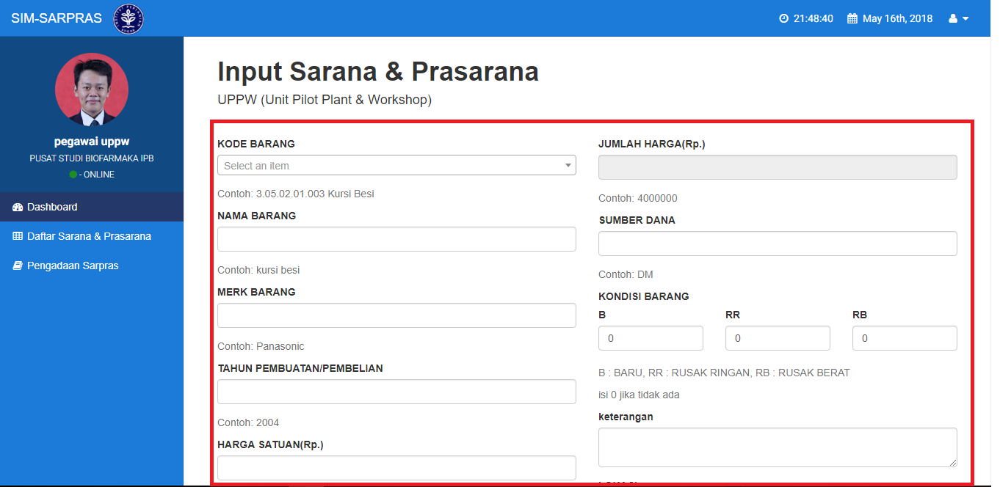 SIM-SARPRAS
21:48:40 May 16th, 2018
pegawai uppw
PUSAT STUDI BIOFARMAKA IPB
- ONLINE
Dashboard
Daftar Sarana & Prasarana
Pengadaan Sarpras
Input Sarana & Prasarana
UPPW (Unit Pilot Plant & Workshop)
KODE BARANG
Select an item
Contoh: 3.05.02.01.003 Kursi Besi
NAMA BARANG
Contoh: kursi besi
MERK BARANG
Contoh: Panasonic
TAHUN PEMBUATAN/PEMBELIAN
Contoh: 2004
HARGA SATUAN(Rp.)
JUMLAH HARGA(Rp.)
Contoh: 4000000
SUMBER DANA
Contoh: DM
KONDISI BARANG
B RR RB
0 0 0
B : BARU, RR : RUSAK RINGAN, RB : RUSAK BERAT
isi 0 jika tidak ada
keterangan